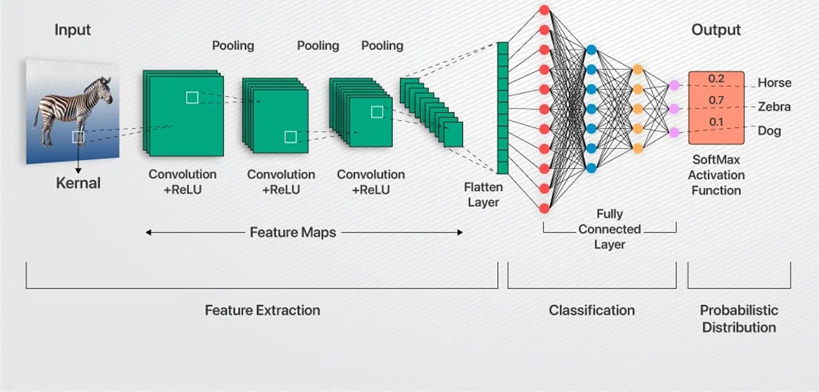 Input
Pooling
Pooling
Pooling
Output
0.2
Horse
0.7
Zebra
0.1
Dog
Kernal
Convolution
+ReLU
Convolution
+ReLU
Convolution
+ReLU
Flatten
Layer
SoftMax
Activation
Function
Feature Maps
Fully
Connected
Layer
Feature Extraction
Classification
Probabilistic
Distribution